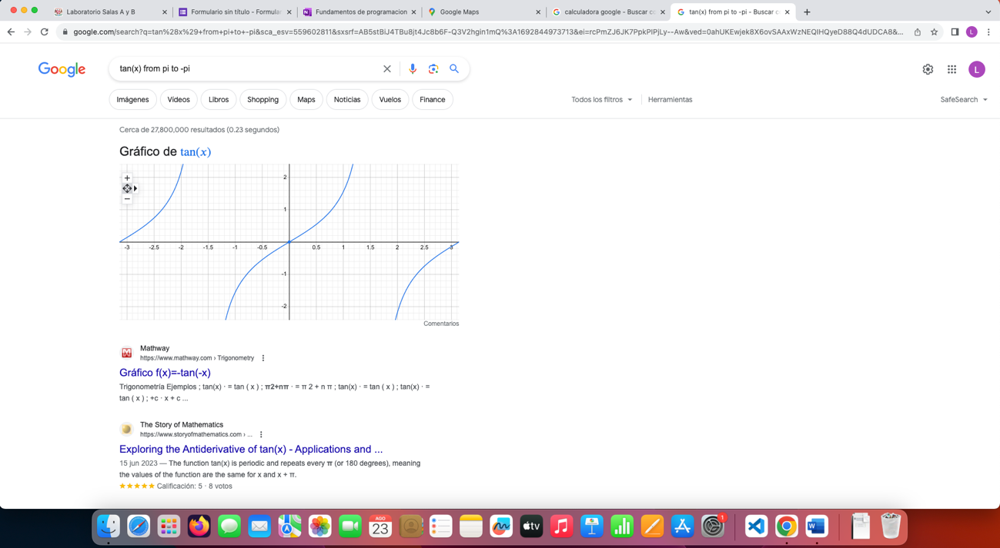 Laboratorio Salas A y B
Formulario sin título - Formular
Fundamentos de programacion
Google Maps
calculadora google - Buscar co
tan(x) from pi to -pi - Buscar c
google.com/search?q=tan%28x%29+from+pi+to+-pi&sca_esv=559602811&sxsrf=AB5stBiJ4TBu8jt4Jc8b6F-Q3V2hgin1mQ%3A1692844973713&ei=rcPmZJ6JK7PpkPIPjLy--Aw&ved=0ahUKEwjek8X6ovSAAxWzNEQIHQyeD88Q4dUDCA8&...
L
Google
tan(x) from pi to -pi
L
Imágenes
Vídeos
Libros
Shopping
Maps
Noticias
Vuelos
Finance
Todos los filtros
Herramientas
SafeSearch
Cerca de 27,800,000 resultados (0.23 segundos)
Gráfico de tan(x)
+
−
2
1
-3 -2.5 -2 -1.5 -1 -0.5 0.5 1 1.5 2 2.5 3
-1
-2
Comentarios
Mathway
https://www.mathway.com › Trigonometry
Gráfico f(x)=-tan(-x)
Trigonometría Ejemplos ; tan(x) · = tan ( x ) ; π2+nπ · = π 2 + n π ; tan(x) · = tan ( x ) ; tan(x) · =
tan ( x ) ; +c · x + c ...
The Story of Mathematics
https://www.storyofmathematics.com › ...
Exploring the Antiderivative of tan(x) - Applications and ...
15 jun 2023 — The function tan(x) is periodic and repeats every π (or 180 degrees), meaning
the values of the function are the same for x and x + π.
★★★★★ Calificación: 5 · 8 votos
AGO
23
tv
1
W